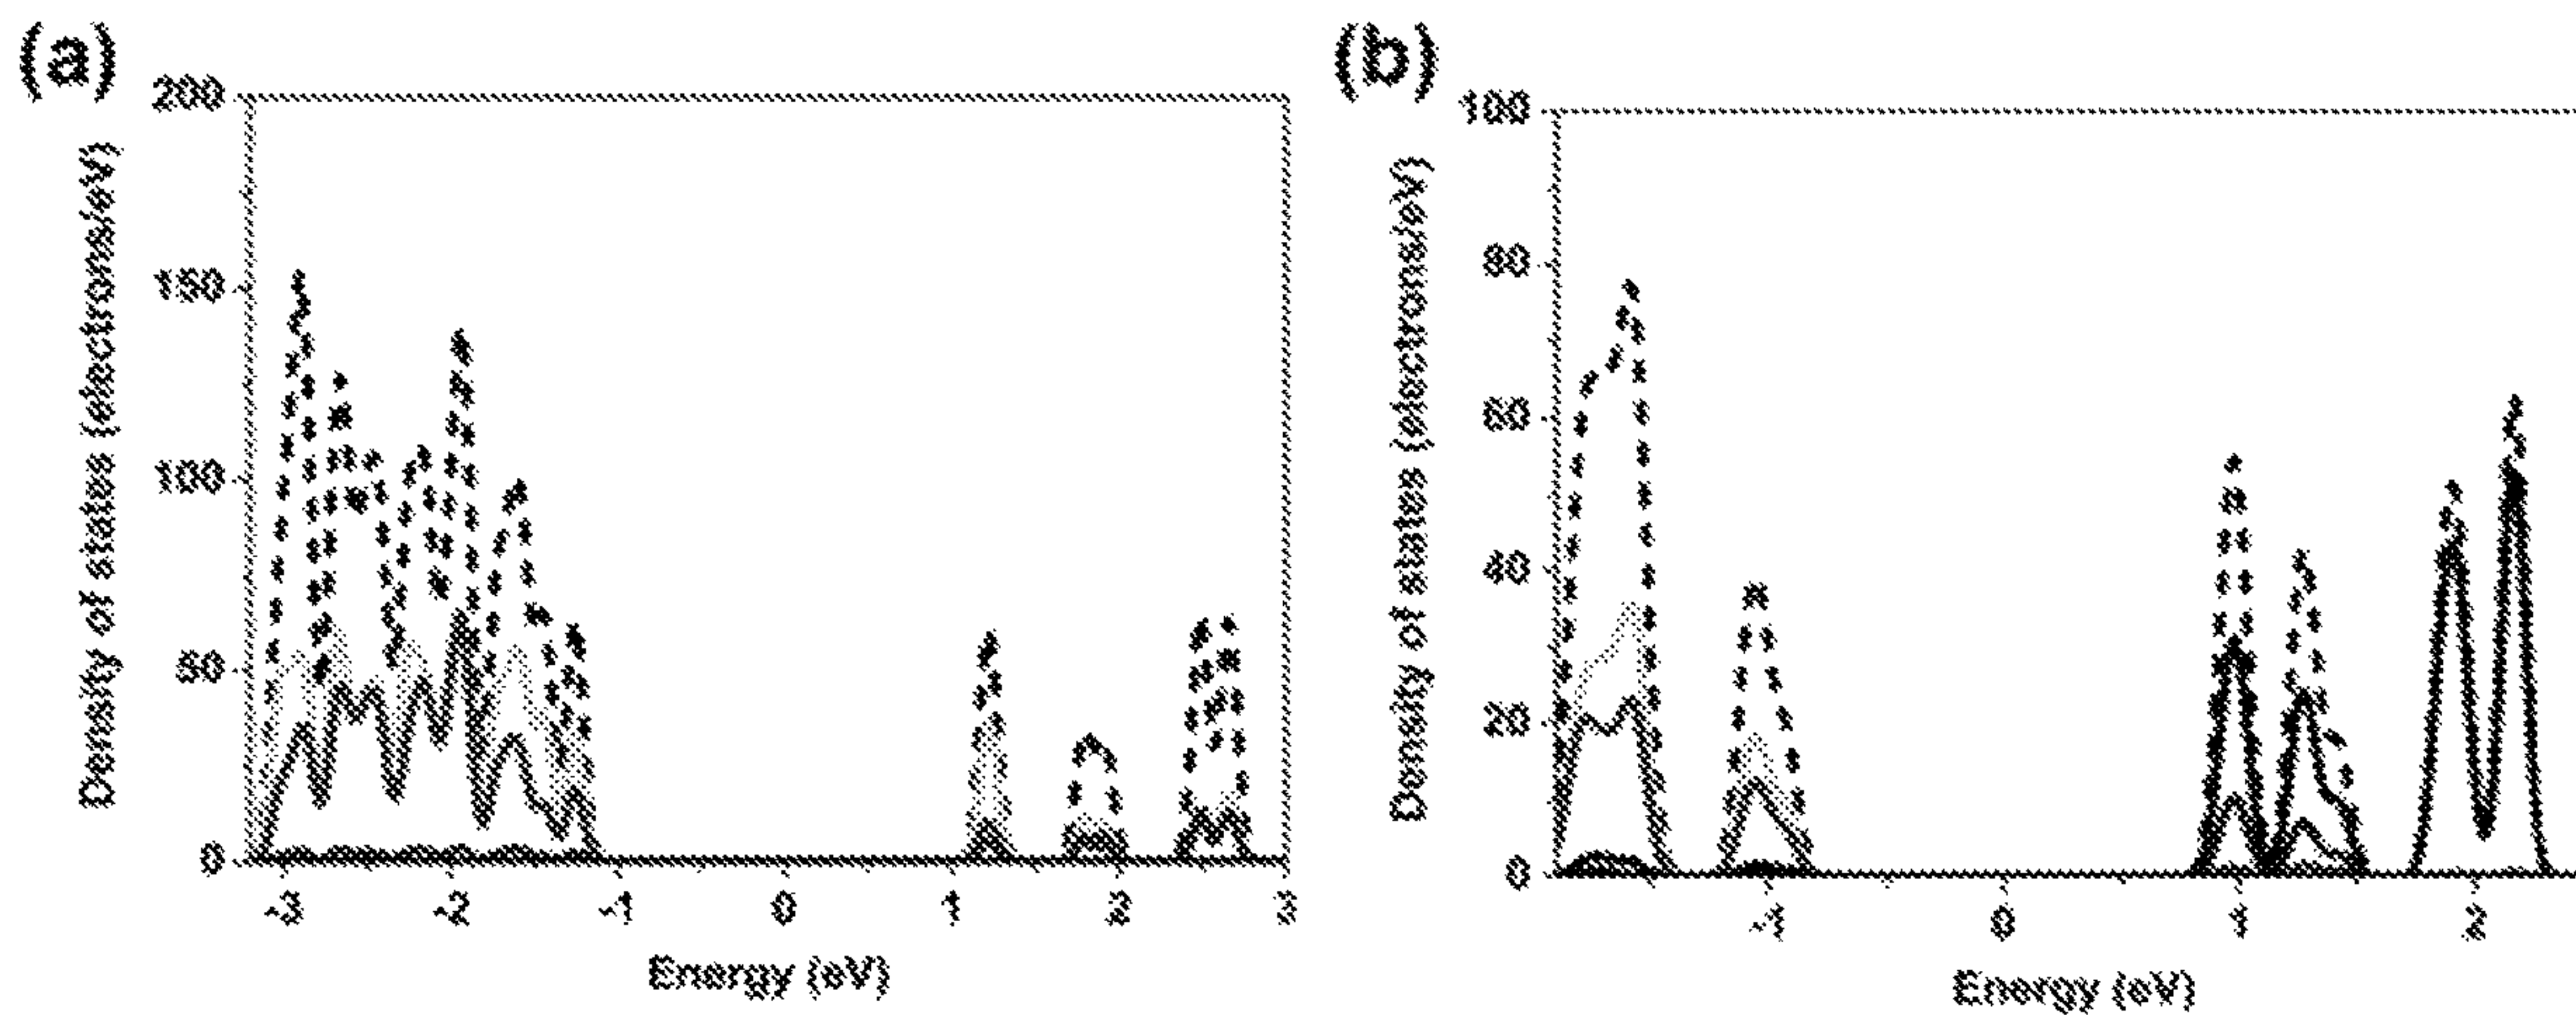 (a)
200
150
100
50
0
Density of states (electrons/eV)
-3 -2 -1 0 1 2 3
Energy (eV)
(b)
100
80
60
40
20
0
Density of states (electrons/eV)
-1 0 1 2
Energy (eV)